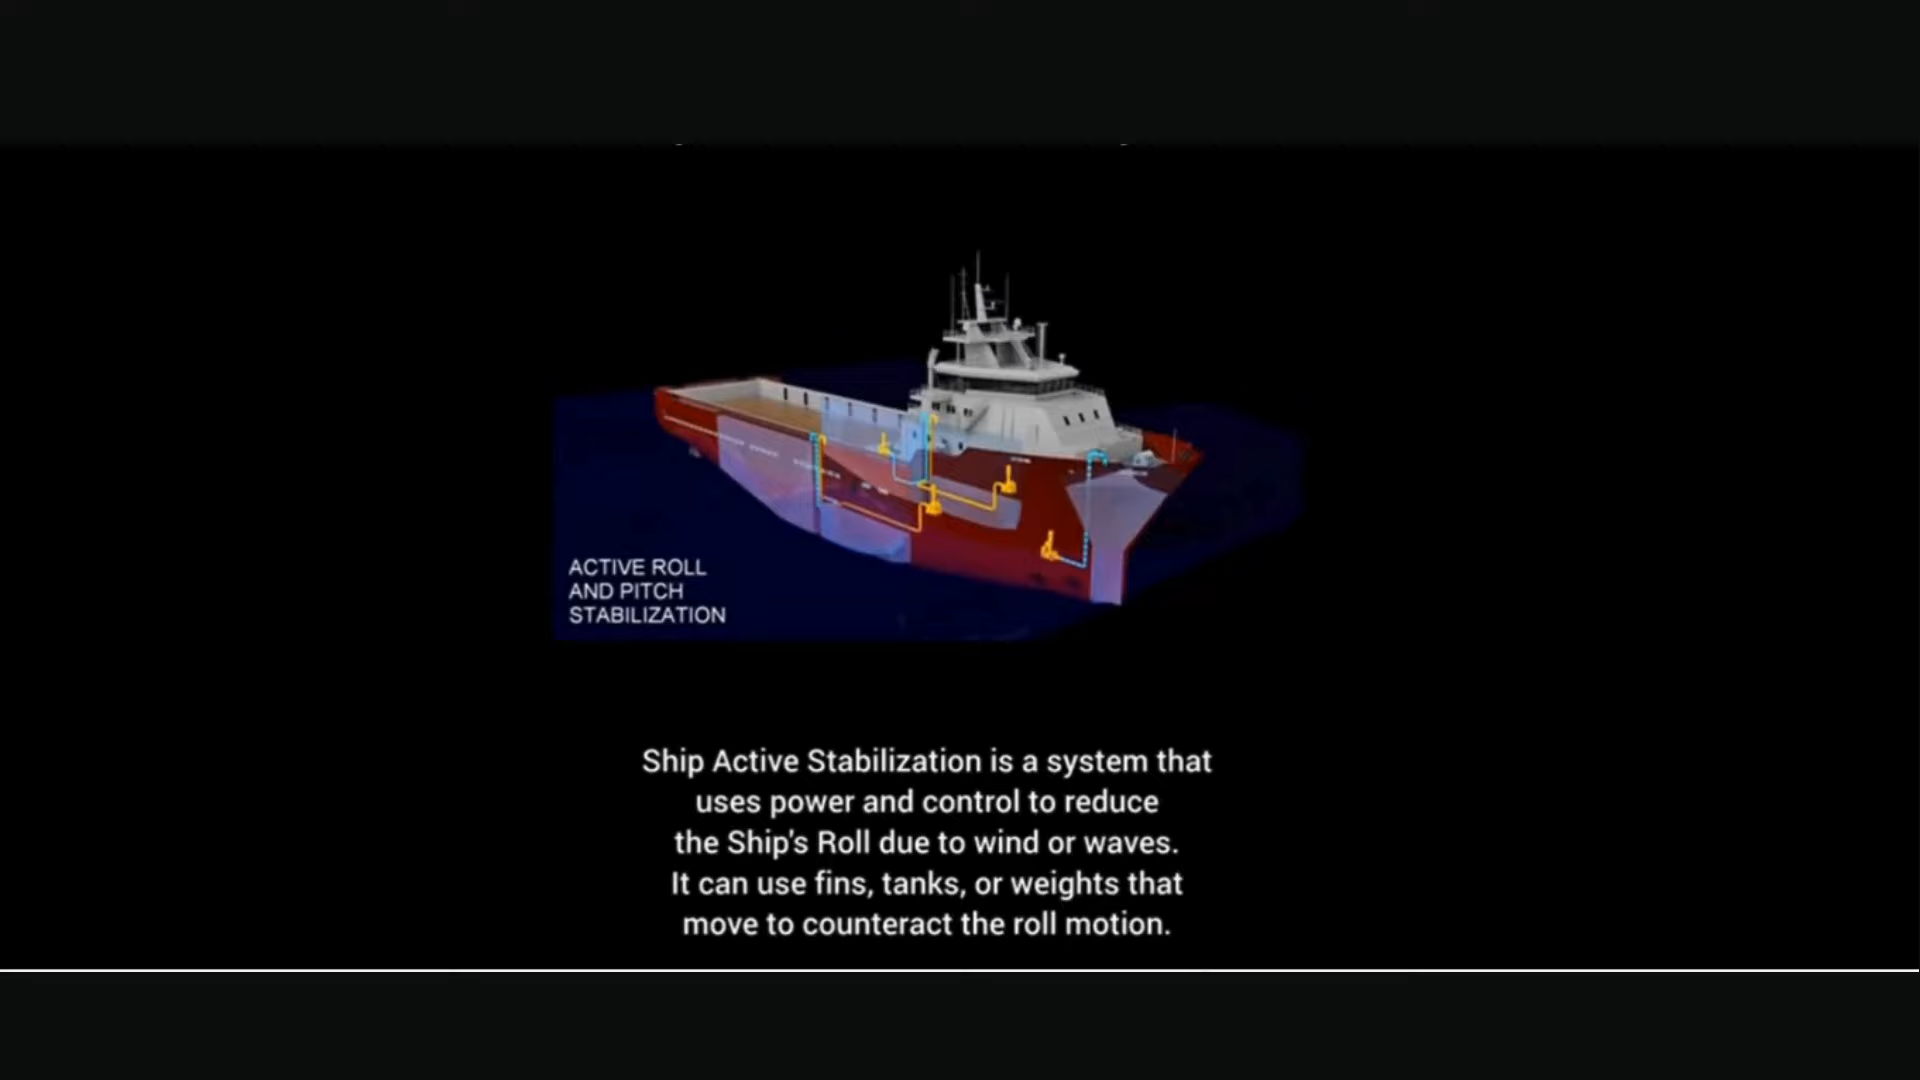 ACTIVE ROLL
AND PITCH
STABILIZATION
Ship Active Stabilization is a system that
uses power and control to reduce
the Ship's Roll due to wind or waves.
It can use fins, tanks, or weights that
move to counteract the roll motion.